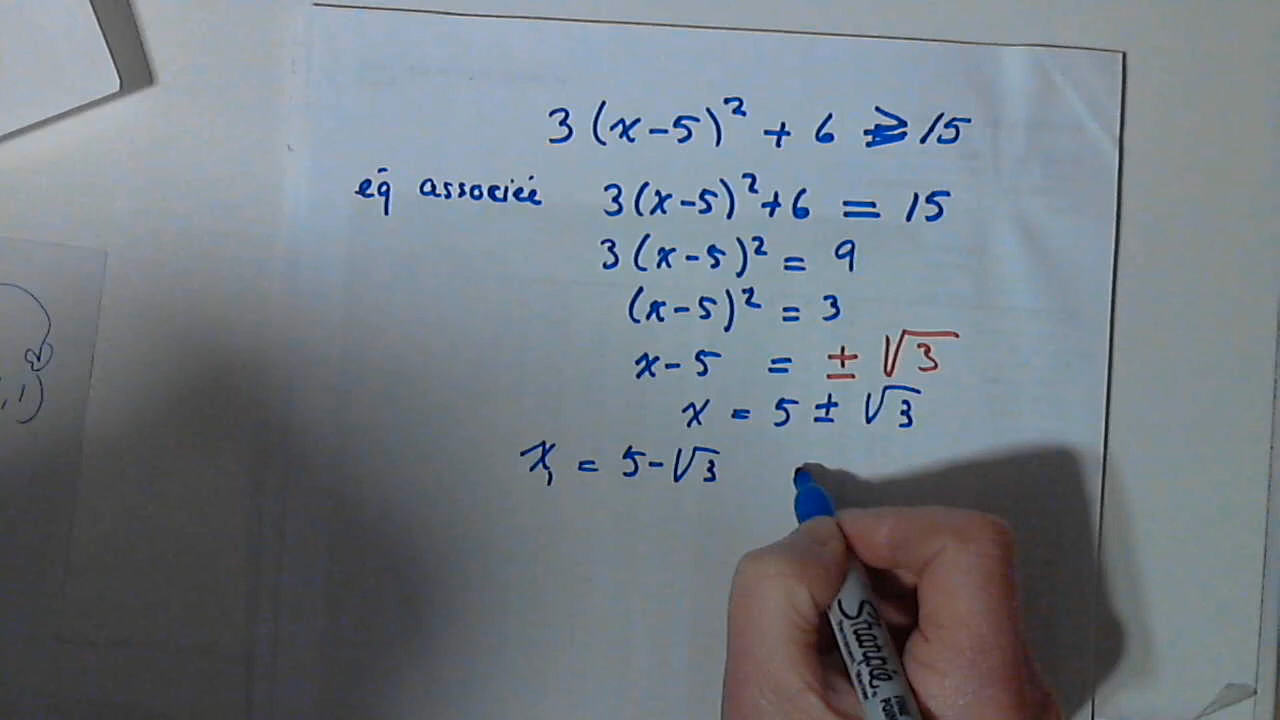 3(x-5)² + 6 ≥ 15
éq associée 3(x-5)²+6 = 15
3(x-5)² = 9
(x-5)² = 3
x-5 = ± √3
x = 5 ± √3
x₁ = 5-√3
,1)
Sharpie